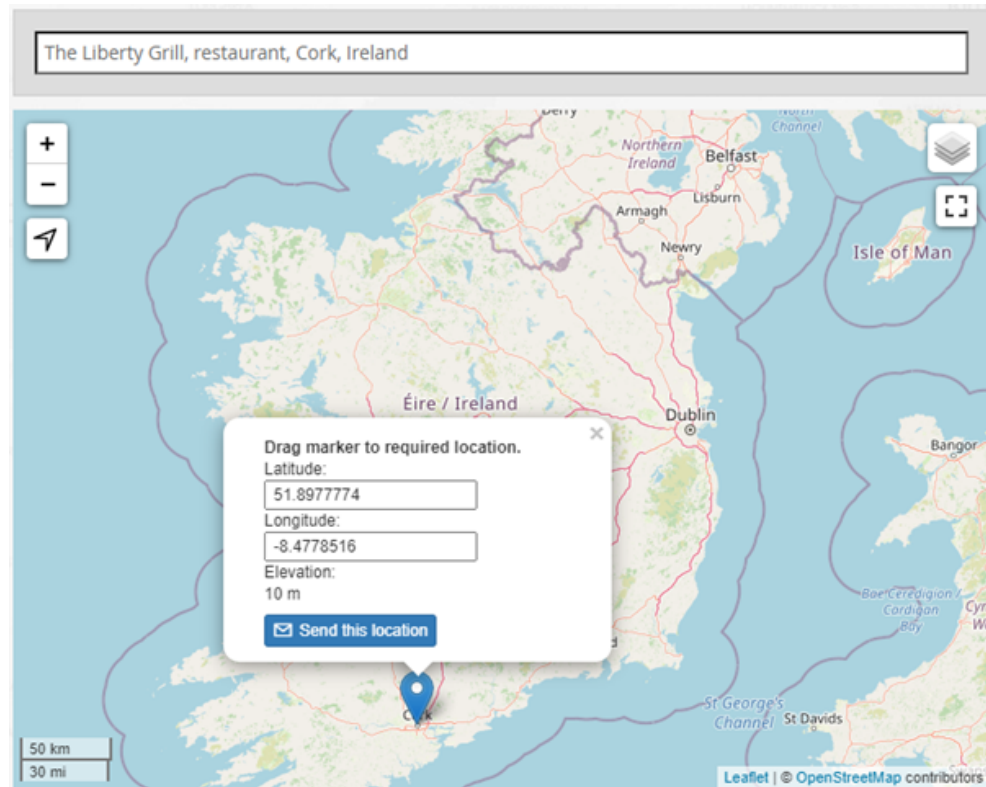 The Liberty Grill, restaurant, Cork, Ireland
+
−
Derry
North
Channel
Northern
Ireland
Belfast
Lisburn
Armagh
Newry
Isle of Man
Éire / Ireland
Dublin
Bangor
×
Drag marker to required location.
Latitude:
51.8977774
Longitude:
-8.4778516
Elevation:
10 m
Send this location
Bae Ceredigion /
Cardigan
Bay
Cork
St George's
Channel
St Davids
50 km
30 mi
Leaflet | © OpenStreetMap contributors